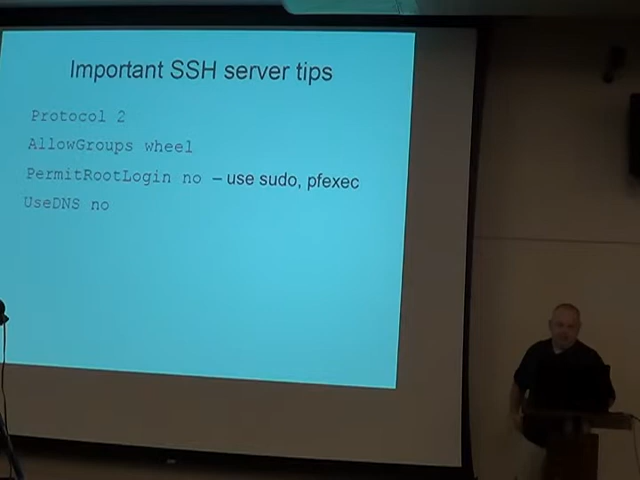 Important SSH server tips
Protocol 2
AllowGroups wheel
PermitRootLogin no – use sudo, pfexec
UseDNS no